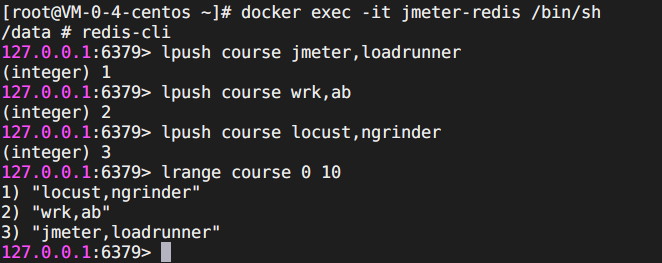 [root@VM-0-4-centos ~]# docker exec -it jmeter-redis /bin/sh
/data # redis-cli
127.0.0.1:6379> lpush course jmeter,loadrunner
(integer) 1
127.0.0.1:6379> lpush course wrk,ab
(integer) 2
127.0.0.1:6379> lpush course locust,ngrinder
(integer) 3
127.0.0.1:6379> lrange course 0 10
1) "locust,ngrinder"
2) "wrk,ab"
3) "jmeter,loadrunner"
127.0.0.1:6379>